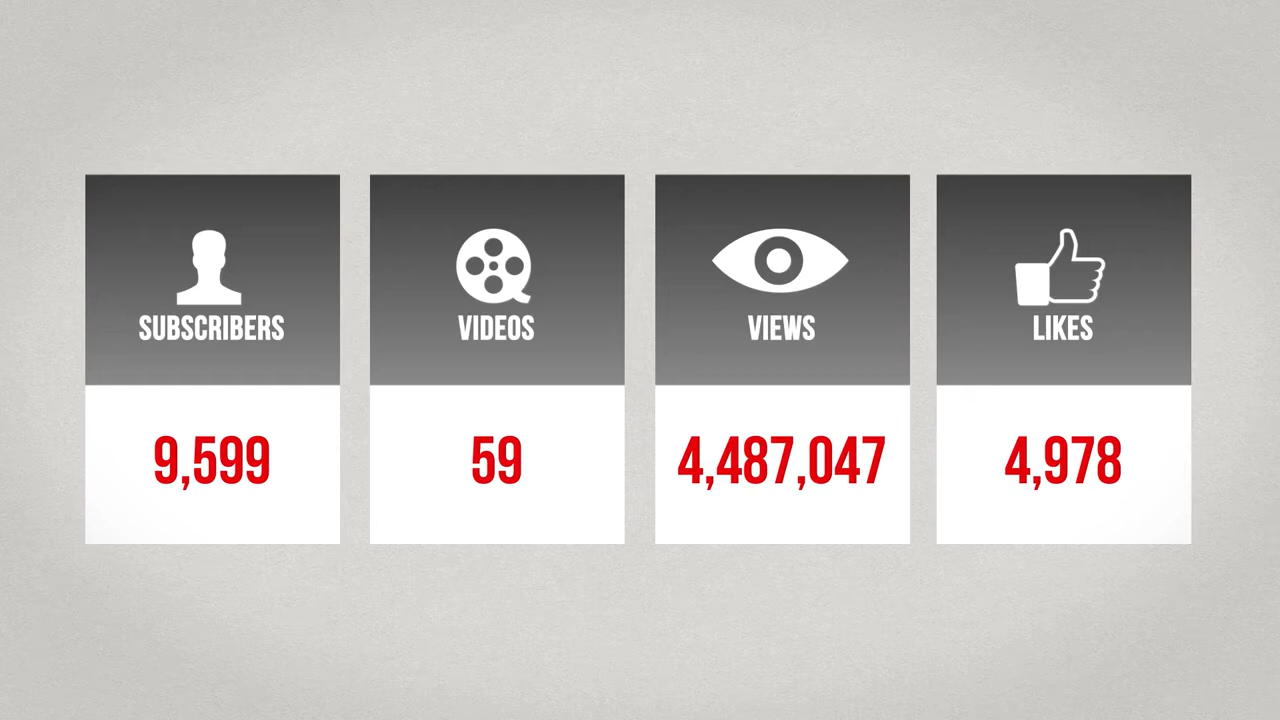 SUBSCRIBERS
9,599
VIDEOS
59
VIEWS
4,487,047
LIKES
4,978